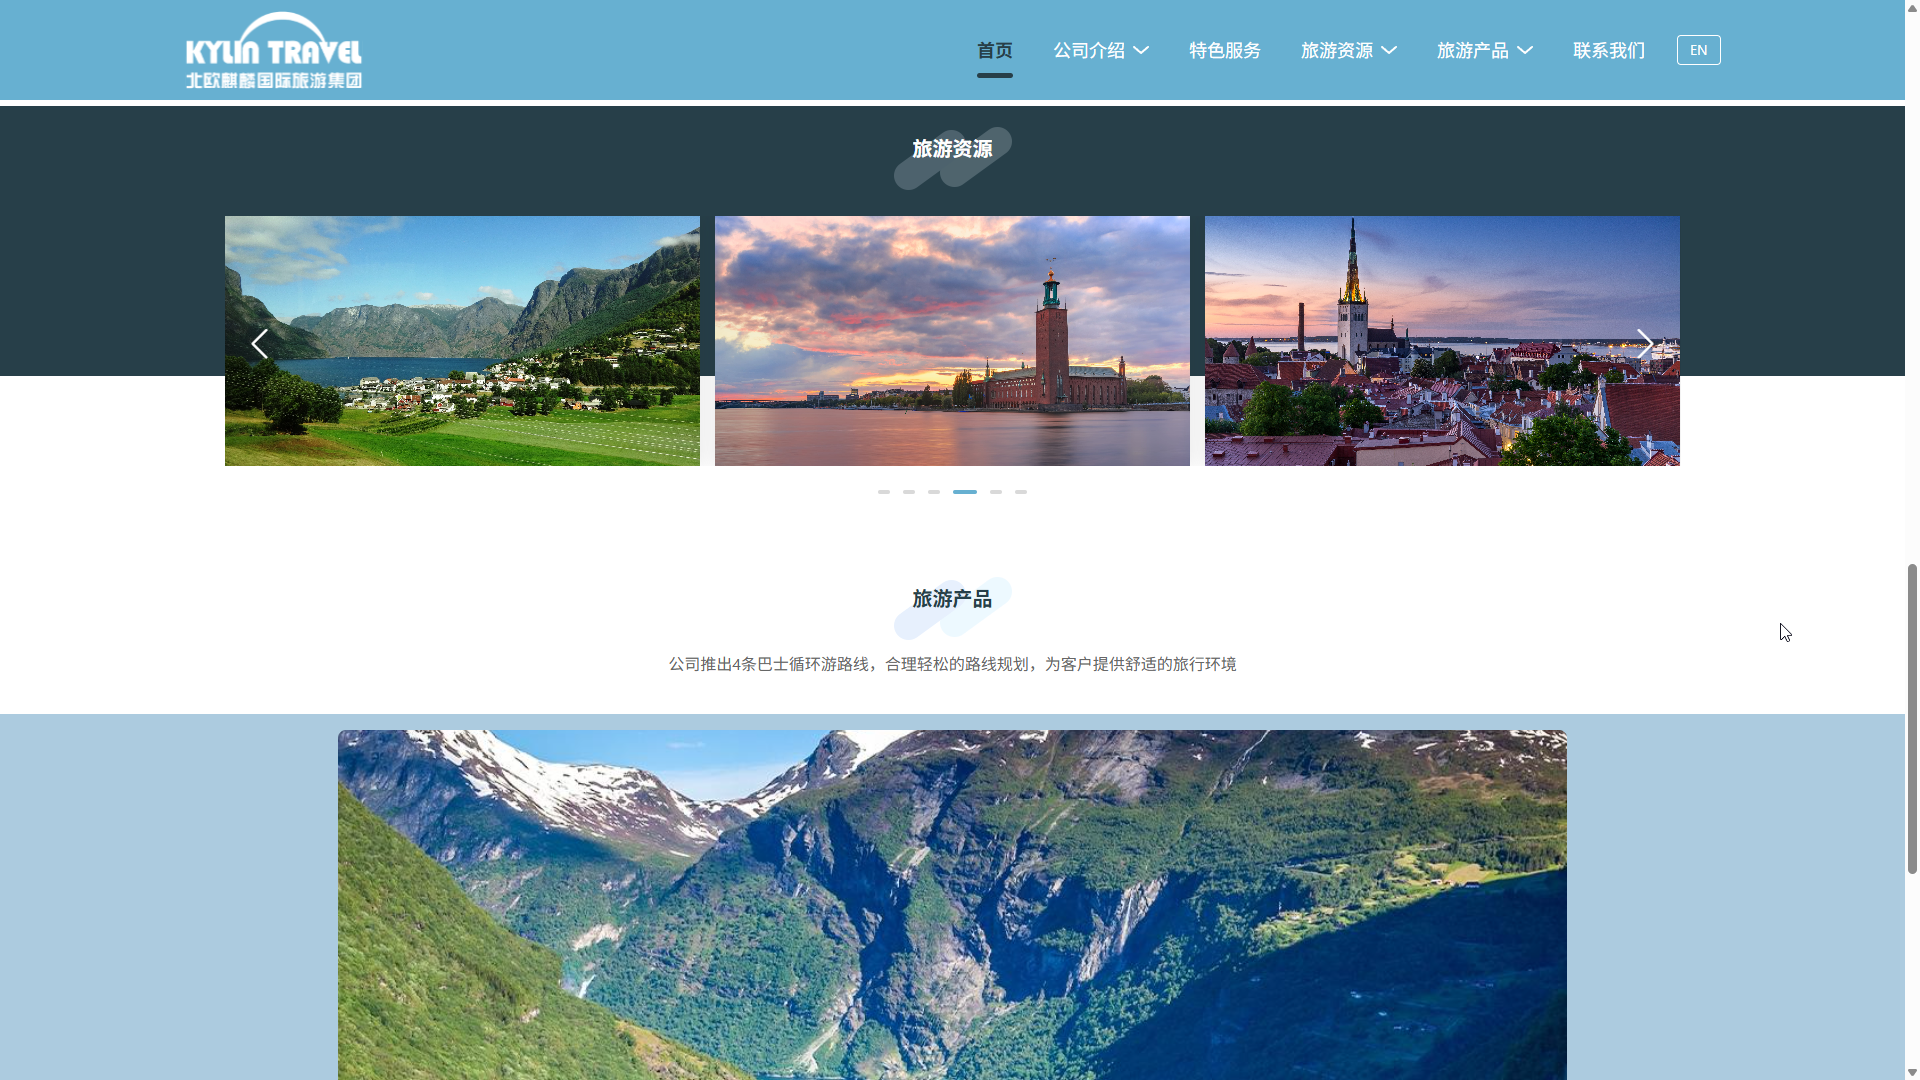 KYLIN TRAVEL
北欧麒麟国际旅游集团
首页
公司介绍
特色服务
旅游资源
旅游产品
联系我们
EN
旅游资源
旅游产品
公司推出4条巴士循环游路线，合理轻松的路线规划，为客户提供舒适的旅行环境